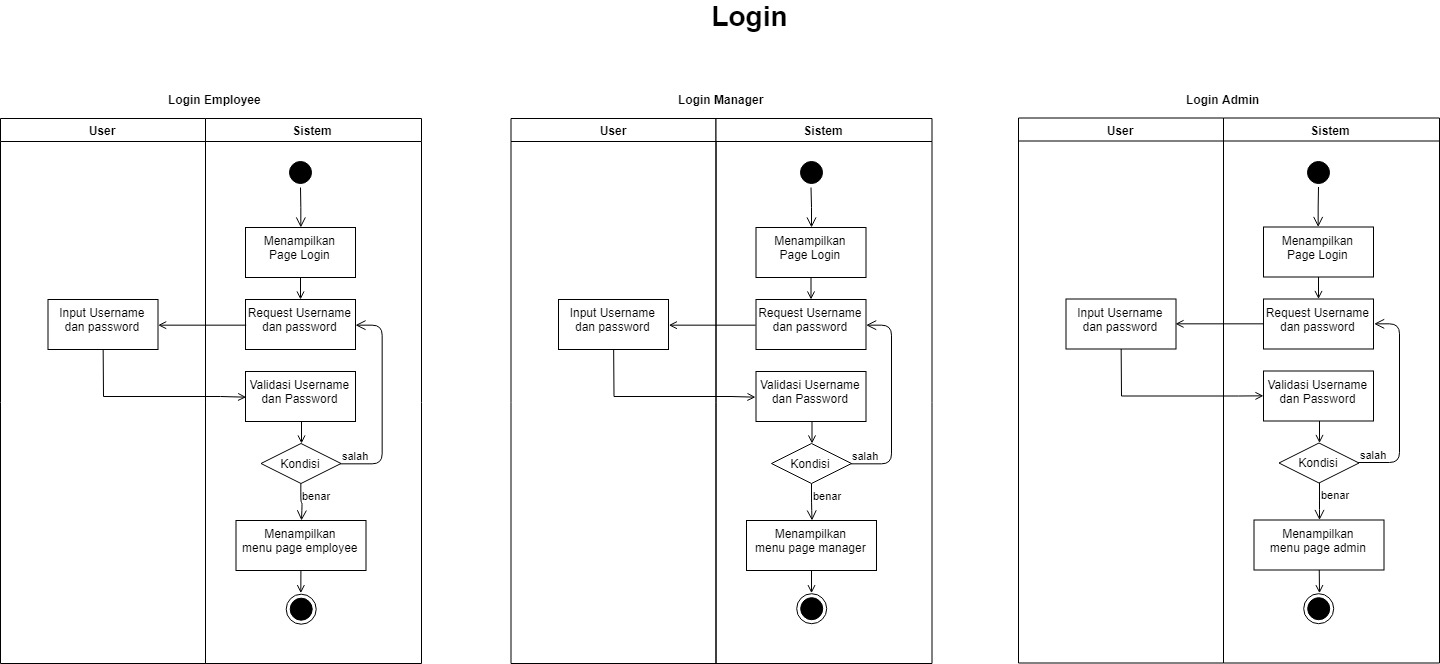 Login
Login Employee
User
Sistem
Menampilkan
Page Login
Input Username
dan password
Request Username
dan password
Validasi Username
dan Password
Kondisi
salah
benar
Menampilkan
menu page employee
Login Manager
User
Sistem
Menampilkan
Page Login
Input Username
dan password
Request Username
dan password
Validasi Username
dan Password
Kondisi
salah
benar
Menampilkan
menu page manager
Login Admin
User
Sistem
Menampilkan
Page Login
Input Username
dan password
Request Username
dan password
Validasi Username
dan Password
Kondisi
salah
benar
Menampilkan
menu page admin